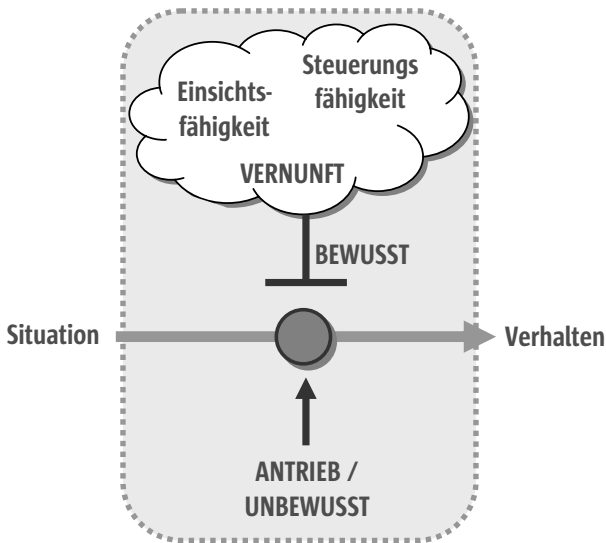 Steuerungs
fähigkeit
Einsichts-
fähigkeit
VERNUNFT
BEWUSST
Situation
Verhalten
ANTRIEB /
UNBEWUSST